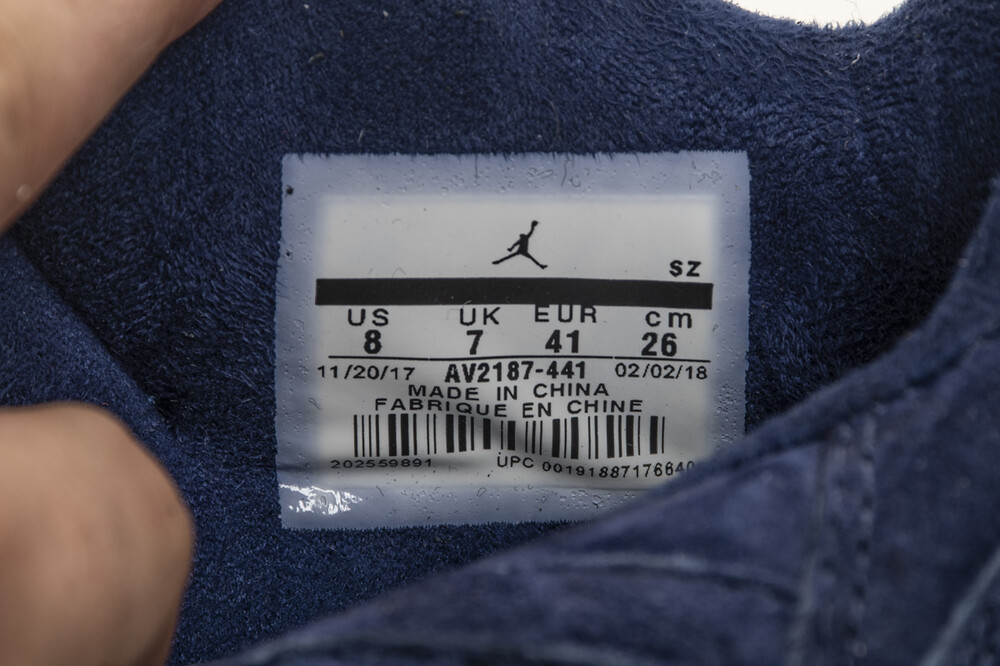 SZ
US UK EUR cm
8 7 41 26
11/20/17 AV2187-441 02/02/18
MADE IN CHINA
FABRIQUE EN CHINE
202559891 UPC 00191887176640